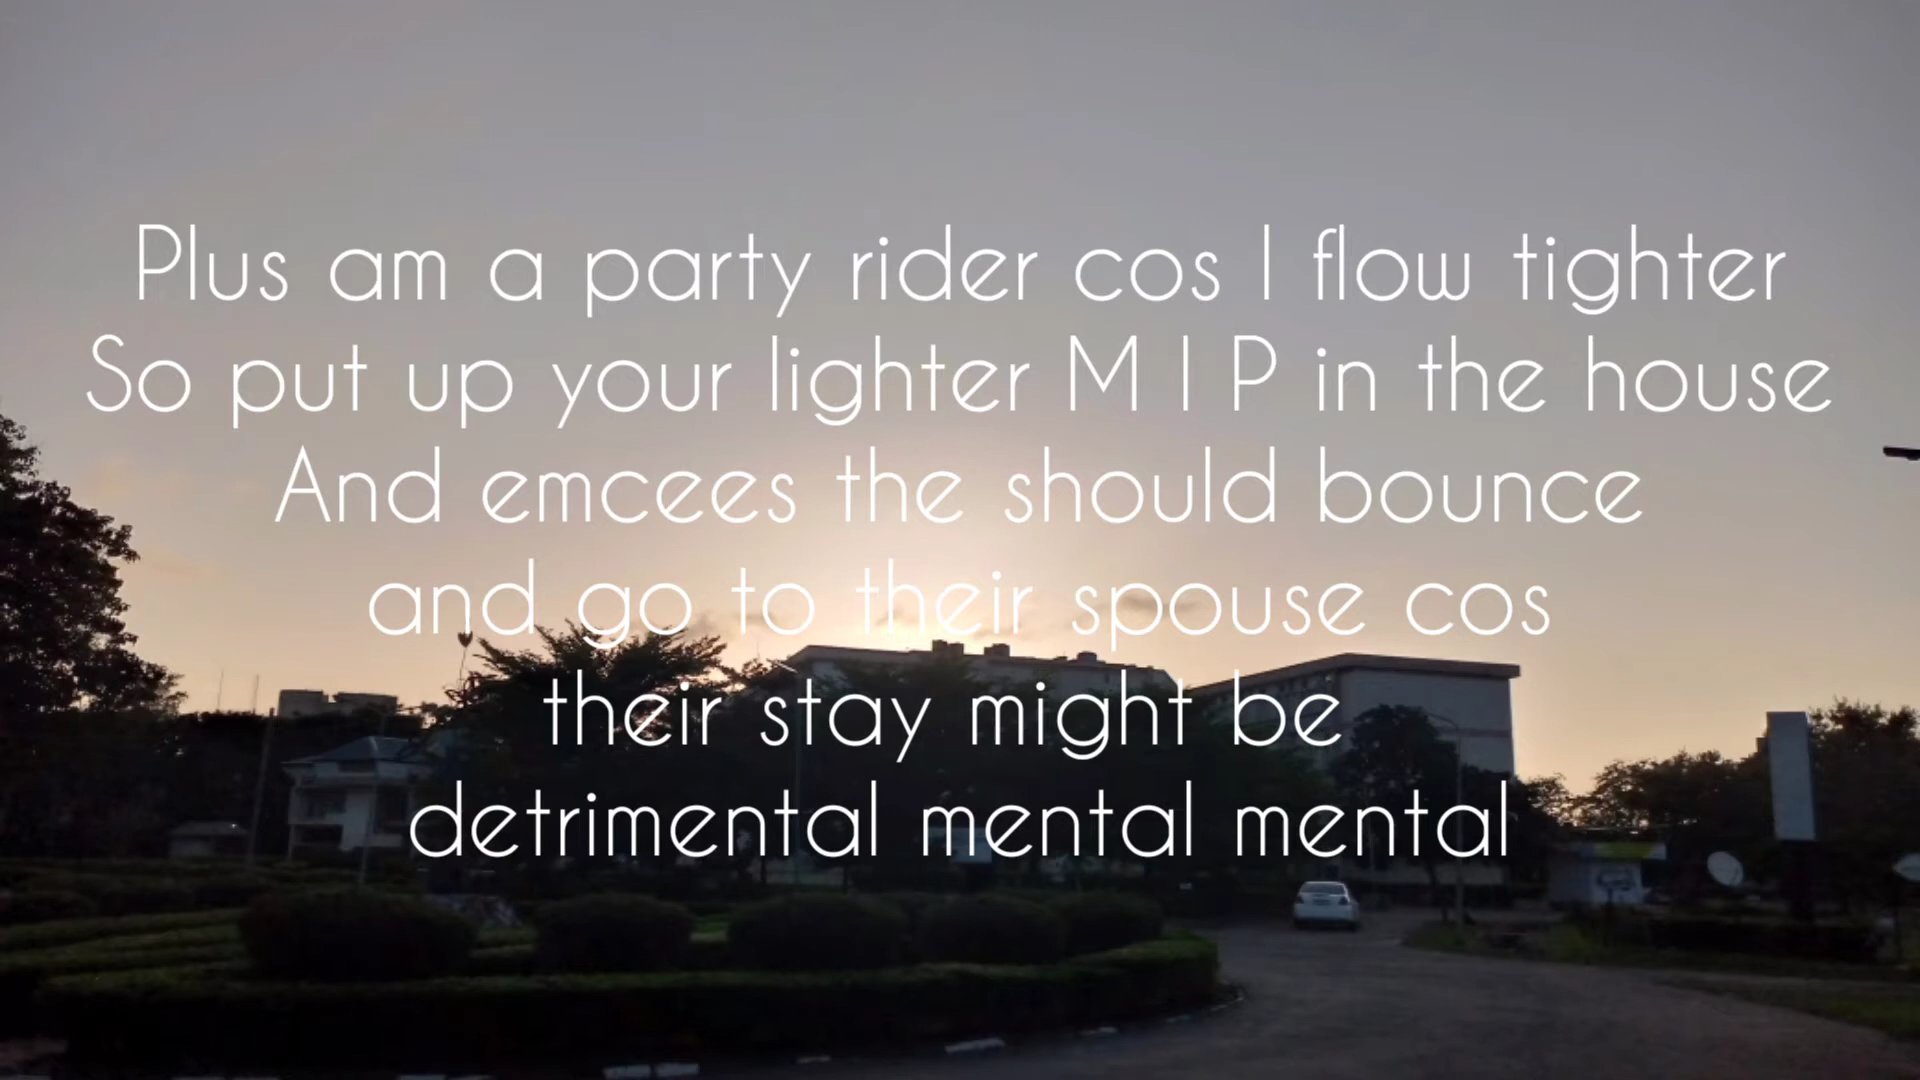 Plus am a party rider cos I flow tighter
So put up your lighter M I P in the house
And emcees the should bounce
and go to their spouse cos
their stay might be
detrimental mental mental